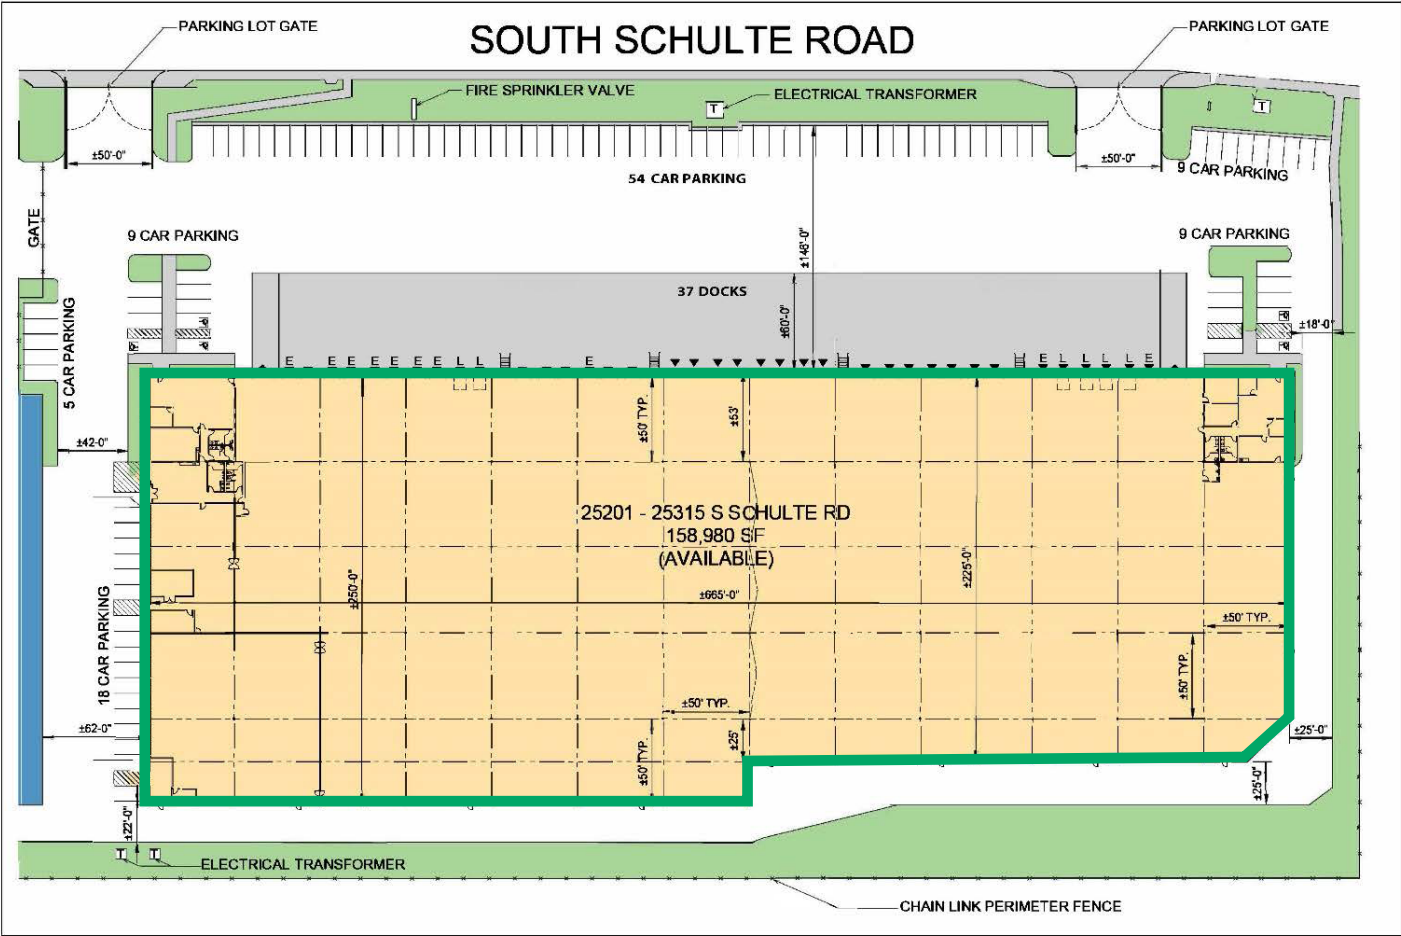 PARKING LOT GATE
SOUTH SCHULTE ROAD
PARKING LOT GATE
FIRE SPRINKLER VALVE
T
ELECTRICAL TRANSFORMER
T
±50'-0"
±50'-0"
54 CAR PARKING
9 CAR PARKING
GATE
9 CAR PARKING
±146'-0"
9 CAR PARKING
37 DOCKS
±60'-0"
±18'-0"
5 CAR PARKING
E E E E E E E L L E E L L L L E
±42'-0"
±50' TYP.
±53'
25201 - 25315 S SCHULTE RD
158,980 SF
(AVAILABLE)
±250'-0"
±225'-0"
±665'-0"
18 CAR PARKING
±50' TYP.
±50' TYP.
±50' TYP.
±62'-0"
±25'
±50' TYP.
±25'-0"
±25'-0"
±22'-0"
T T
ELECTRICAL TRANSFORMER
CHAIN LINK PERIMETER FENCE